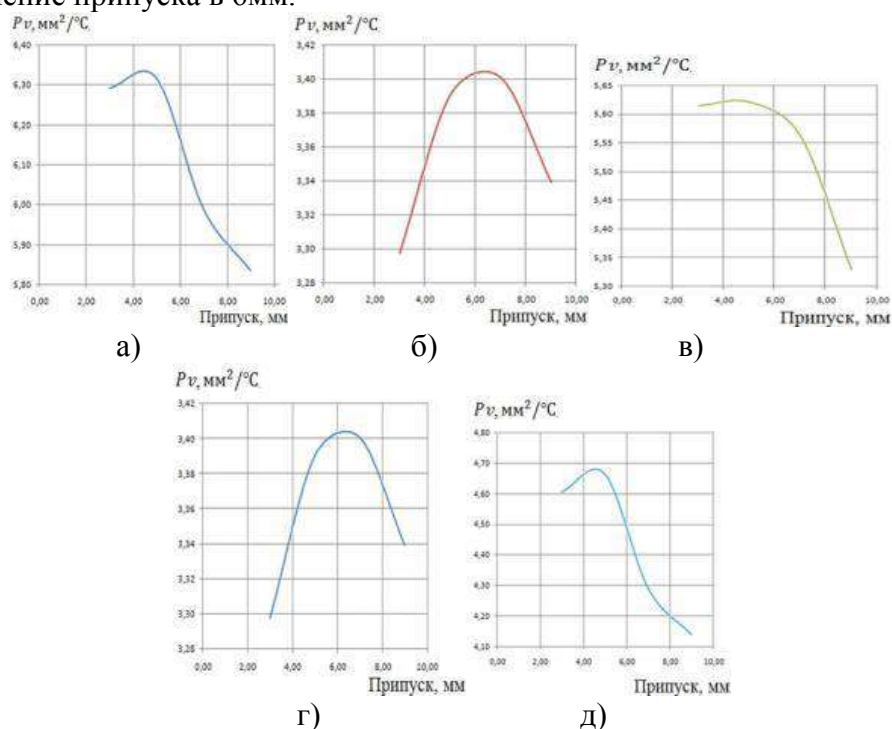 ление припуска в 6мм.
Pv, мм²/°C Pv, мм²/°C
6,40
6,30
6,20
6,10
6,00
5,90
5,80
0,00 2,00 4,00 6,00 8,00 10,00
Припуск, мм
а)
3,42
3,40
3,38
3,36
3,34
3,32
3,30
3,28
0,00 2,00 4,00 6,00 8,00 10,00
Припуск, мм
б)
Pv, мм²/°C
5,65
5,60
5,55
5,50
5,45
5,40
5,35
5,30
0,00 2,00 4,00 6,00 8,00 10,00
Припуск, мм
в)
Pv, мм²/°C
3,42
3,40
3,38
3,36
3,34
3,32
3,30
3,28
0,00 2,00 4,00 6,00 8,00 10,00
Припуск, мм
г)
Pv, мм²/°C
4,80
4,70
4,60
4,50
4,40
4,30
4,20
4,10
0,00 2,00 4,00 6,00 8,00 10,00
Припуск, мм
д)